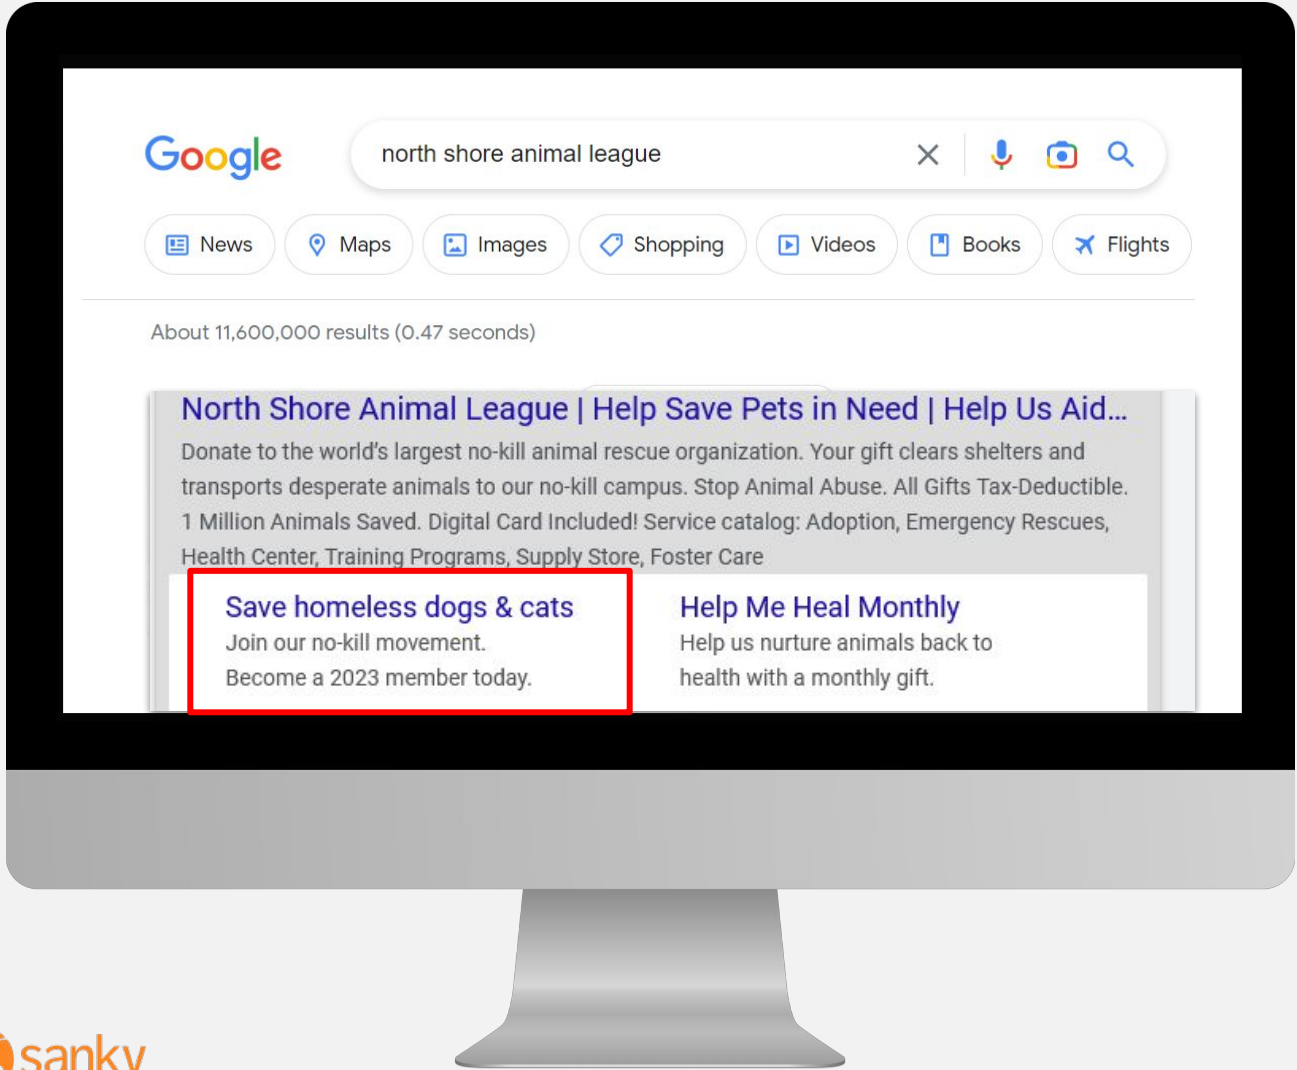 Google
north shore animal league
News
Maps
Images
Shopping
Videos
Books
Flights
About 11,600,000 results (0.47 seconds)
North Shore Animal League | Help Save Pets in Need | Help Us Aid...
Donate to the world's largest no-kill animal rescue organization. Your gift clears shelters and
transports desperate animals to our no-kill campus. Stop Animal Abuse. All Gifts Tax-Deductible.
1 Million Animals Saved. Digital Card Included! Service catalog: Adoption, Emergency Rescues,
Health Center, Training Programs, Supply Store, Foster Care
Save homeless dogs & cats
Join our no-kill movement.
Become a 2023 member today.
Help Me Heal Monthly
Help us nurture animals back to
health with a monthly gift.
sanky